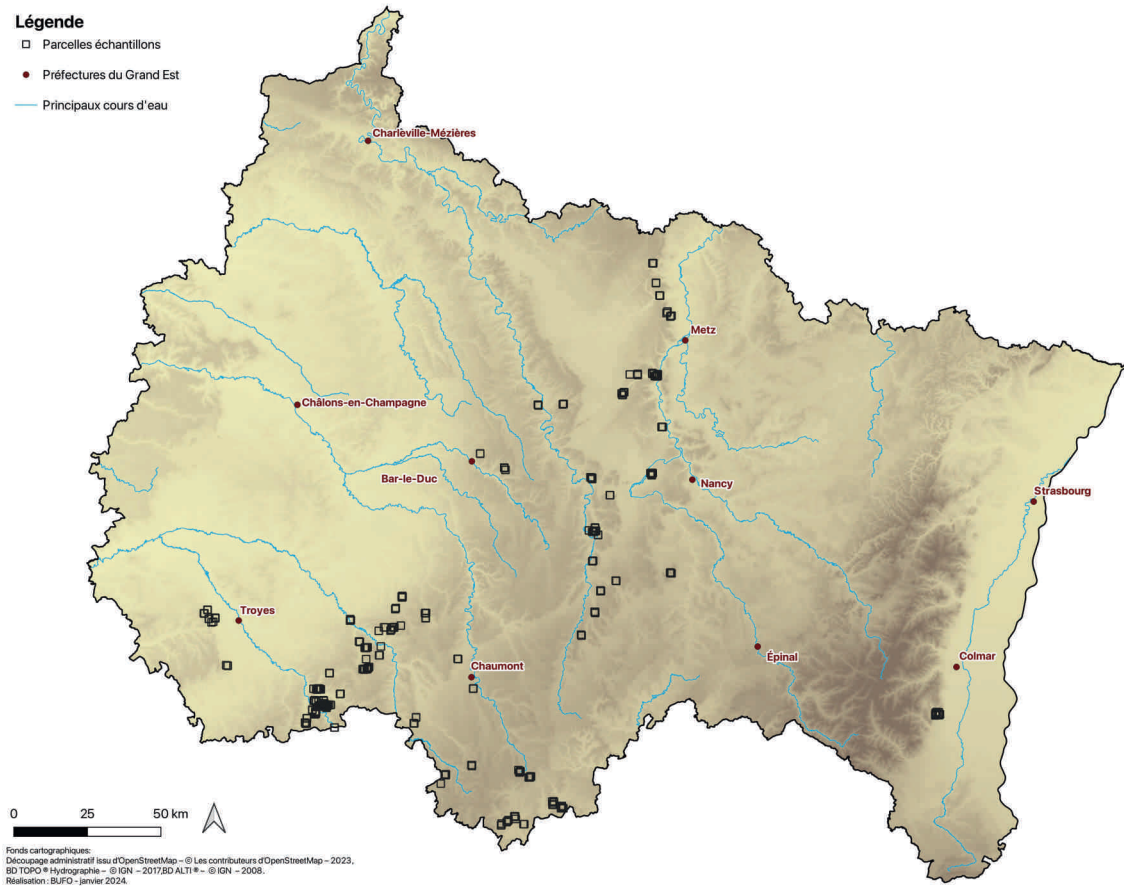 Légende
Parcelles échantillons
Préfectures du Grand Est
Principaux cours d'eau
Charleville-Mézières
Metz
Châlons-en-Champagne
Bar-le-Duc
Nancy
Strasbourg
Troyes
Épinal
Colmar
Chaumont
0 25 50 km
Fonds cartographiques:
Découpage administratif issu d'OpenStreetMap – © Les contributeurs d'OpenStreetMap – 2023,
BD TOPO ® Hydrographie – © IGN – 2017,BD ALTI ® – © IGN – 2008.
Réalisation : BUFO - janvier 2024.